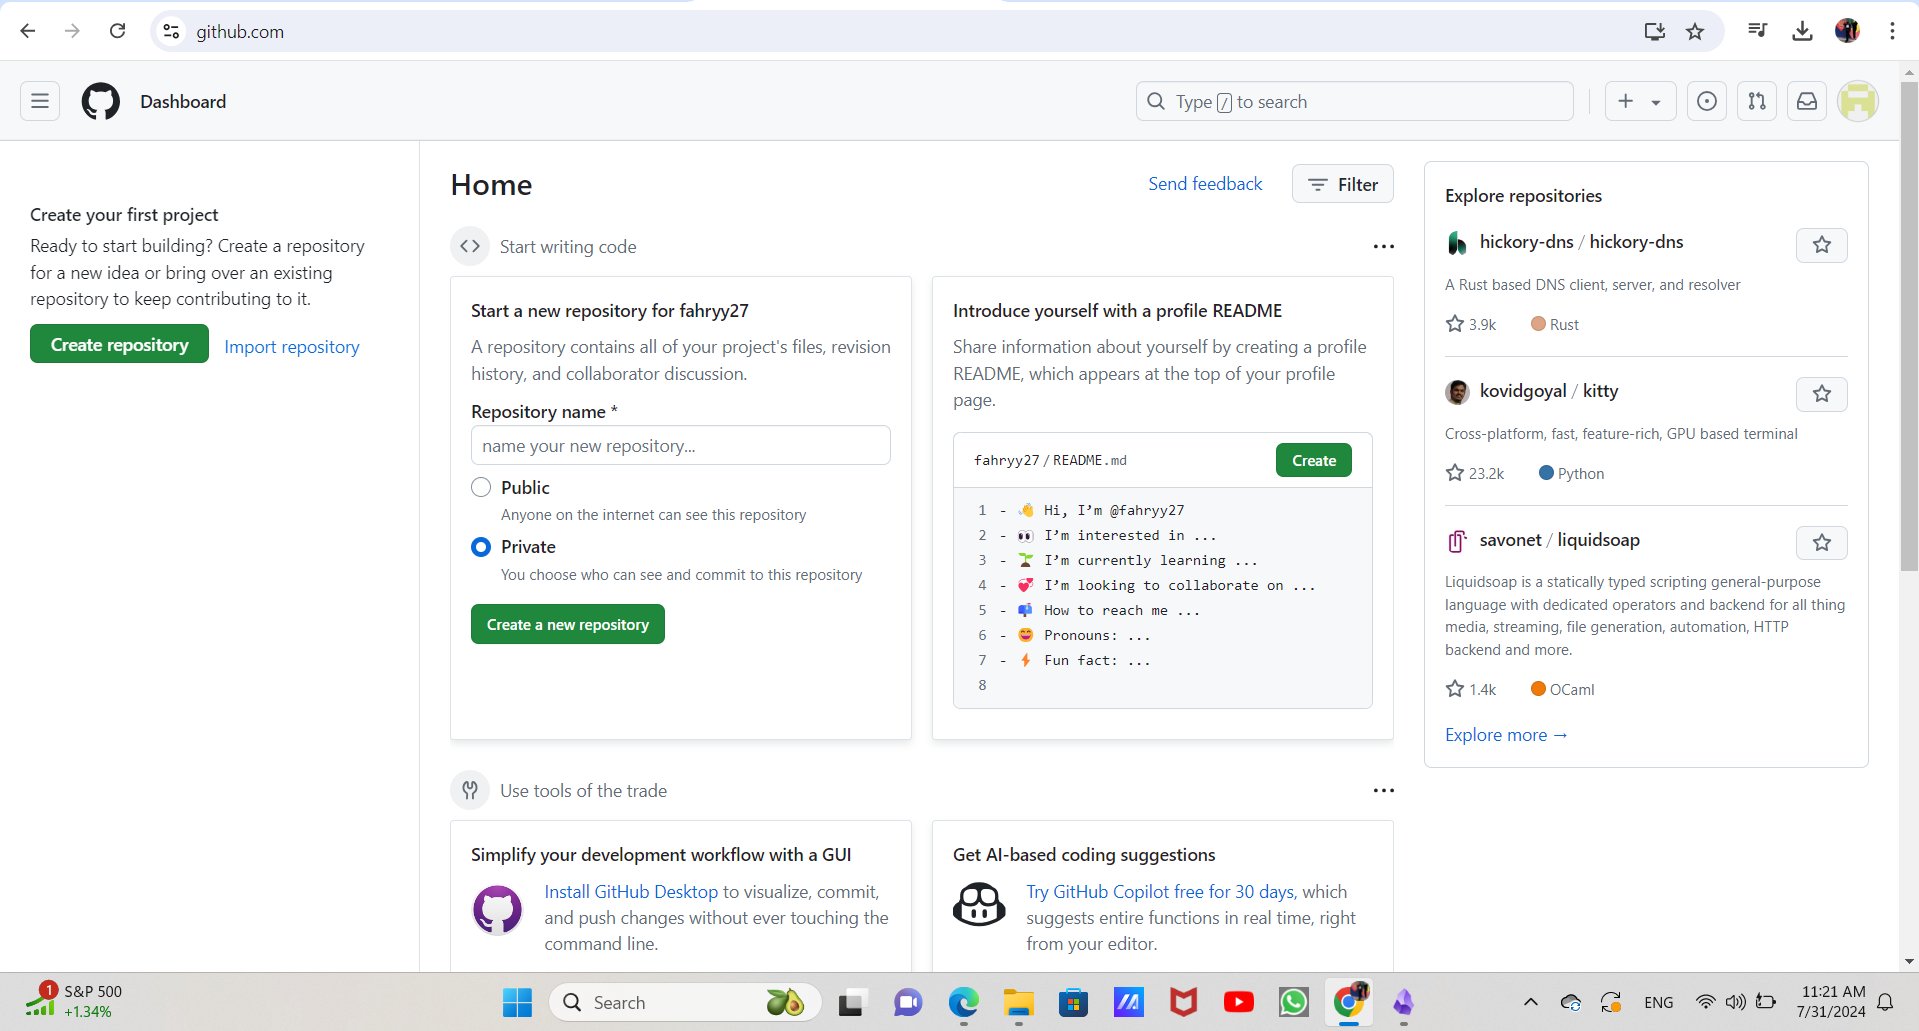 github.com
Dashboard
Type / to search
Create your first project
Ready to start building? Create a repository
for a new idea or bring over an existing
repository to keep contributing to it.
Create repository
Import repository
Home
Send feedback
Filter
Start writing code
Start a new repository for fahryy27
A repository contains all of your project's files, revision
history, and collaborator discussion.
Repository name *
name your new repository...
Public
Anyone on the internet can see this repository
Private
You choose who can see and commit to this repository
Create a new repository
Introduce yourself with a profile README
Share information about yourself by creating a profile
README, which appears at the top of your profile
page.
fahryy27 / README.md
Create
1 - 👋 Hi, I’m @fahryy27
2 - 👀 I’m interested in ...
3 - 🌱 I’m currently learning ...
4 - 💞️ I’m looking to collaborate on ...
5 - 📫 How to reach me ...
6 - 😄 Pronouns: ...
7 - ⚡ Fun fact: ...
8
Use tools of the trade
Simplify your development workflow with a GUI
Install GitHub Desktop to visualize, commit,
and push changes without ever touching the
command line.
Get AI-based coding suggestions
Try GitHub Copilot free for 30 days, which
suggests entire functions in real time, right
from your editor.
Explore repositories
hickory-dns / hickory-dns
A Rust based DNS client, server, and resolver
3.9k Rust
kovidgoyal / kitty
Cross-platform, fast, feature-rich, GPU based terminal
23.2k Python
savonet / liquidsoap
Liquidsoap is a statically typed scripting general-purpose
language with dedicated operators and backend for all thing
media, streaming, file generation, automation, HTTP
backend and more.
1.4k OCaml
Explore more →
1
S&P 500
+1.34%
Search
ENG
11:21 AM
7/31/2024